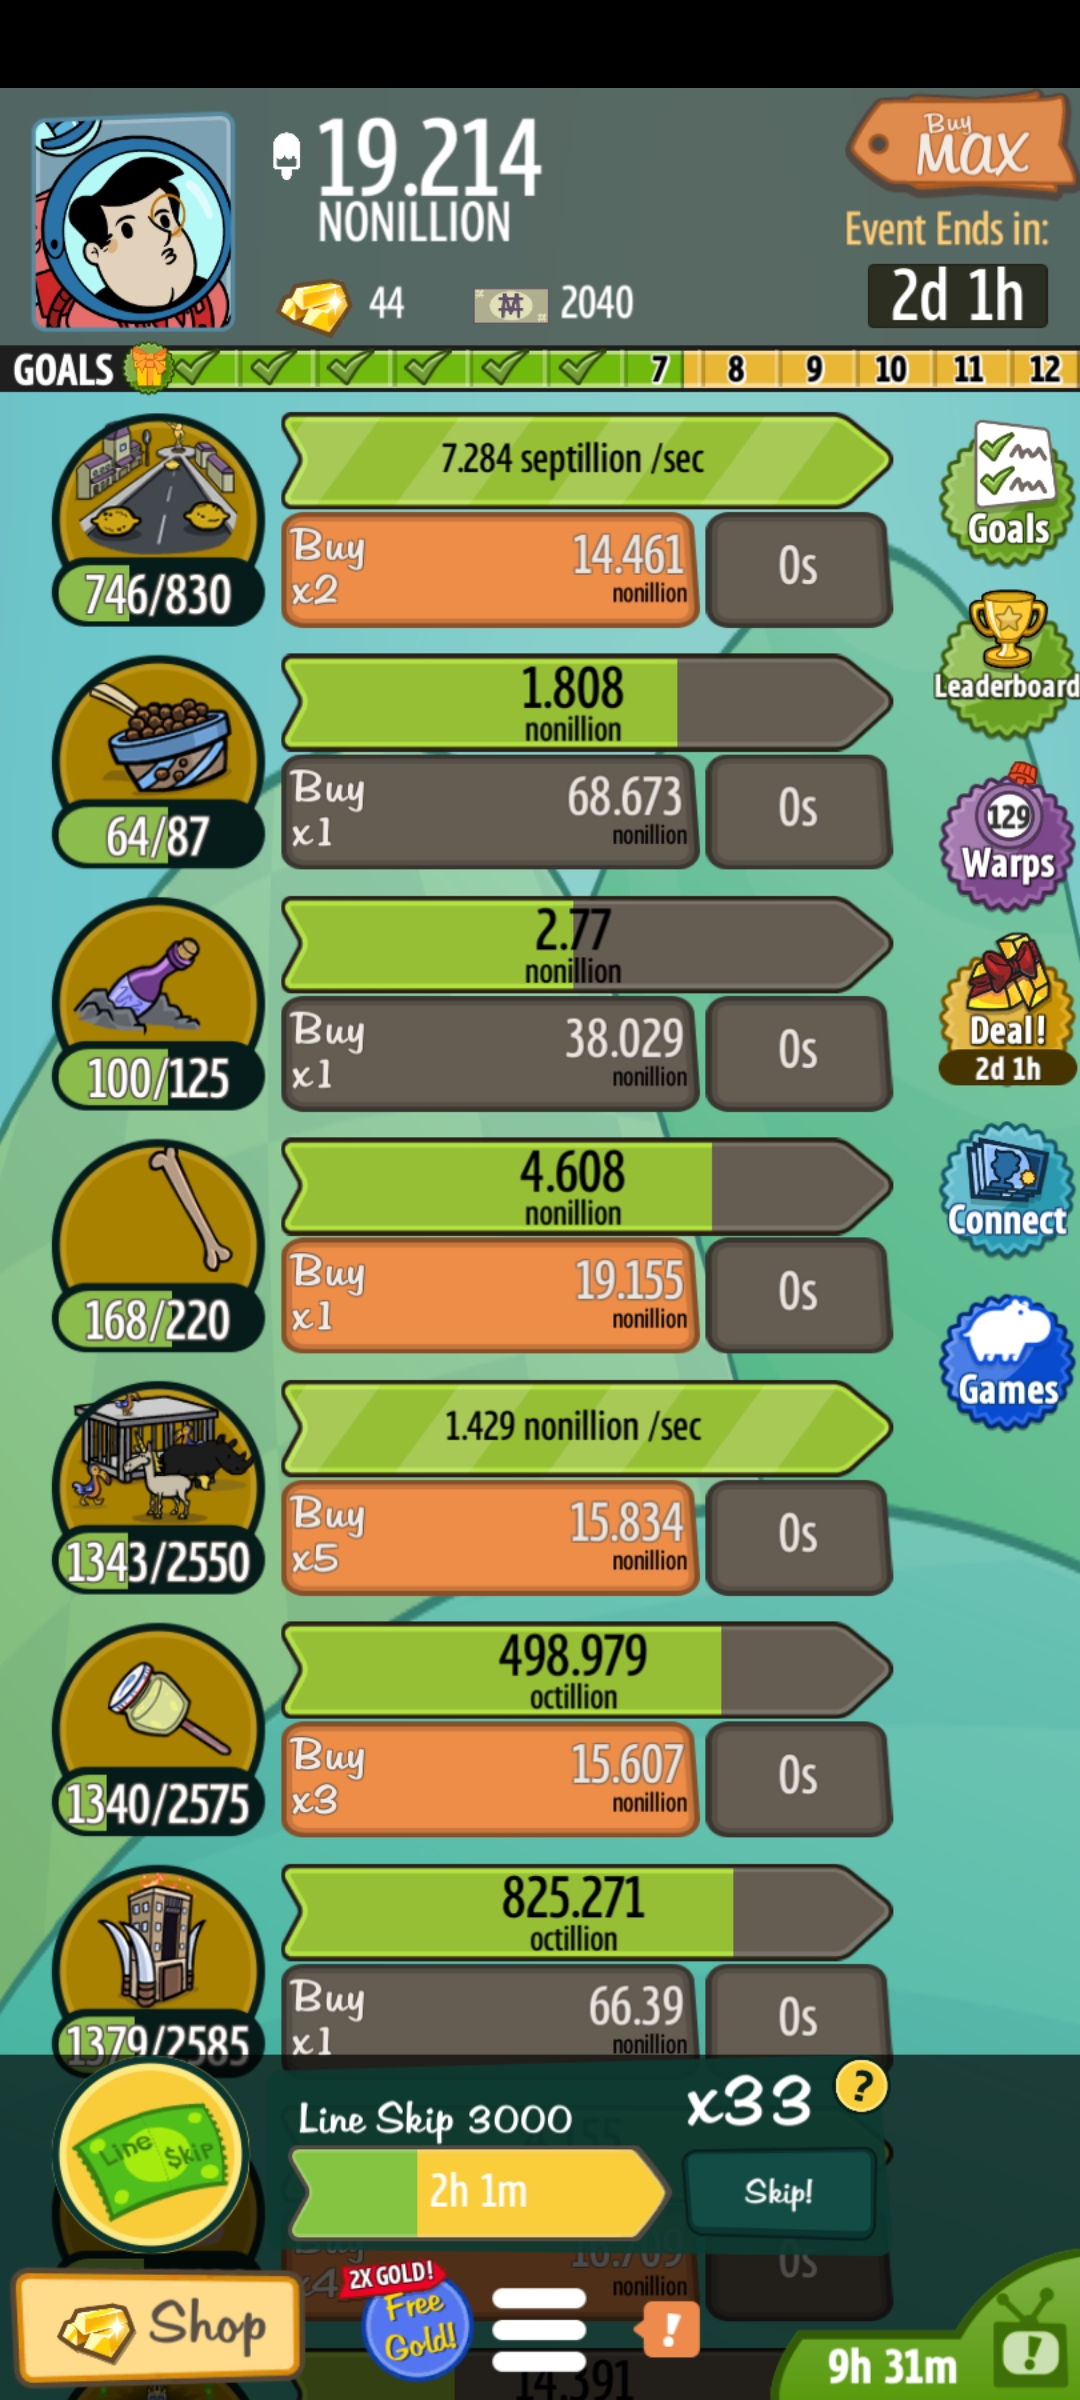 19.214
NONILLION
Buy
MAX
Event Ends in:
2d 1h
44
2040
GOALS
7 8 9 10 11 12
7.284 septillion /sec
Buy
x2
14.461
nonillion
0s
746/830
1.808
nonillion
Buy
x1
68.673
nonillion
0s
64/87
2.77
nonillion
Buy
x1
38.029
nonillion
0s
100/125
4.608
nonillion
Buy
x1
19.155
nonillion
0s
168/220
1.429 nonillion /sec
Buy
x5
15.834
nonillion
0s
1343/2550
498.979
octillion
Buy
x3
15.607
nonillion
0s
1340/2575
825.271
octillion
Buy
x1
66.39
nonillion
0s
1379/2585
Goals
Leaderboard
129
Warps
Deal!
2d 1h
Connect
Games
Line Skip
Line Skip 3000
x33
?
2h 1m
Skip!
Buy
x4
nonillion
0s
Shop
2X GOLD!
Free
Gold!
!
14.391
9h 31m
!